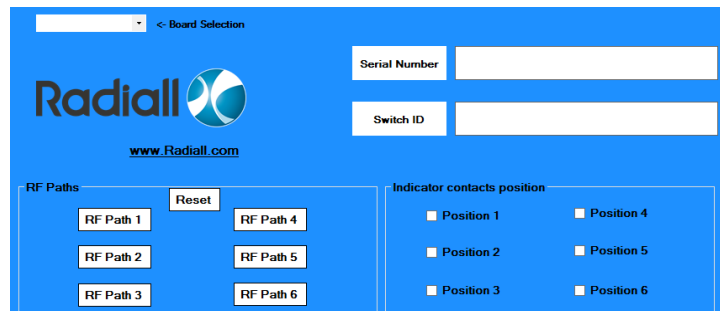 <- Board Selection
Serial Number
Radiall
Switch ID
www.Radiall.com
RF Paths
Reset
RF Path 1
RF Path 4
RF Path 2
RF Path 5
RF Path 3
RF Path 6
Indicator contacts position
Position 1
Position 4
Position 2
Position 5
Position 3
Position 6